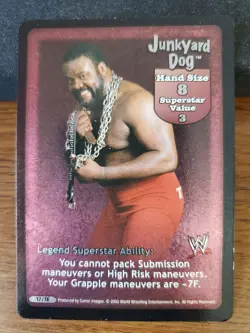 Junkyard
Dog™
Hand Size
8
Superstar
Value
3
Legend Superstar Ability:
You cannot pack Submission
maneuvers or High Risk maneuvers.
Your Grapple maneuvers are -7F.